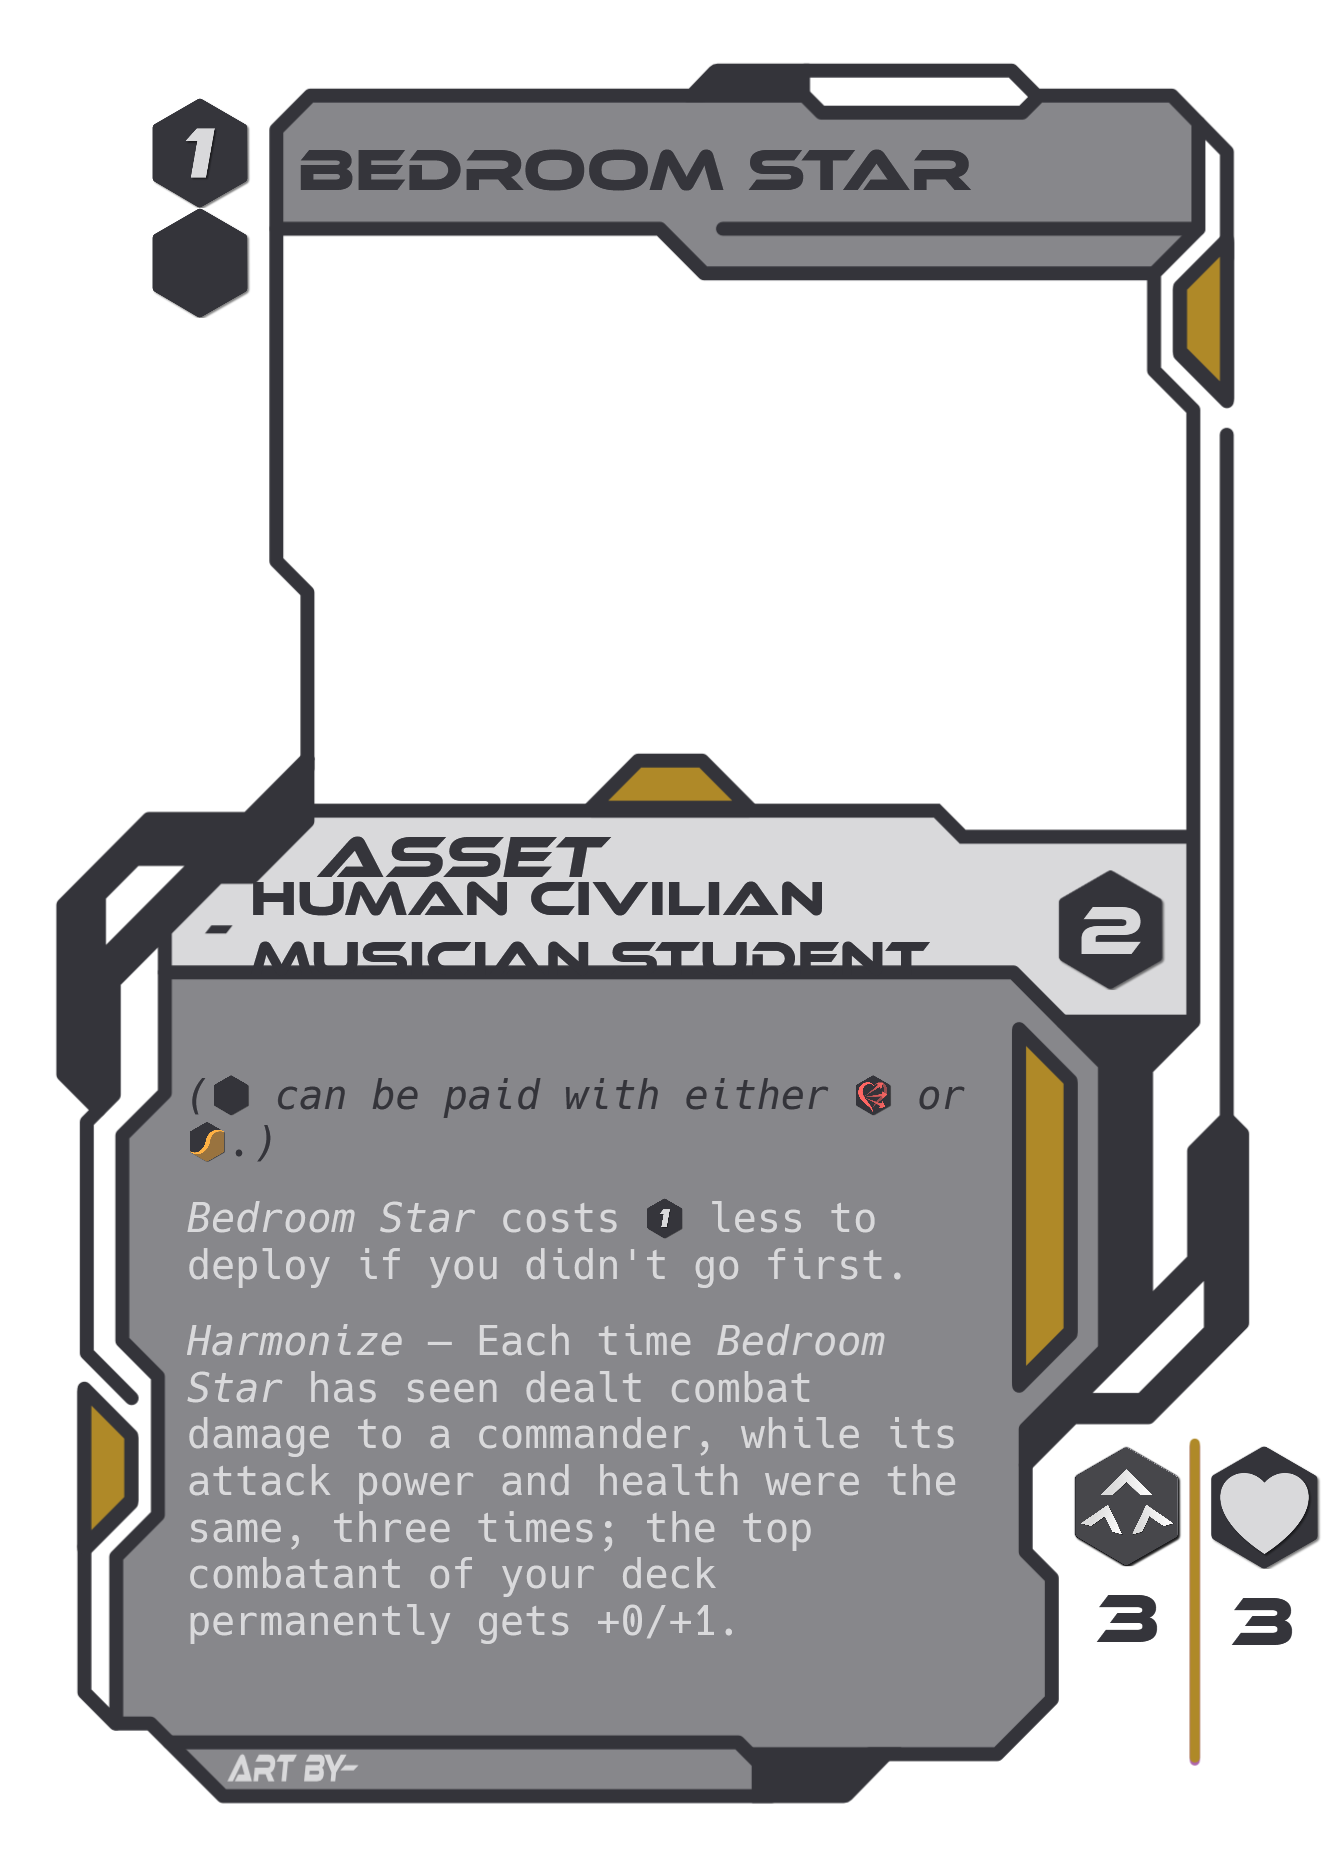 1
BEDROOM STAR
ASSET
-
HUMAN CIVILIAN
MUSICIAN STUDENT
2
( can be paid with either or
.)
Bedroom Star costs 1 less to
deploy if you didn't go first.
Harmonize – Each time Bedroom
Star has seen dealt combat
damage to a commander, while its
attack power and health were the
same, three times; the top
combatant of your deck
permanently gets +0/+1.
3
3
ART BY-